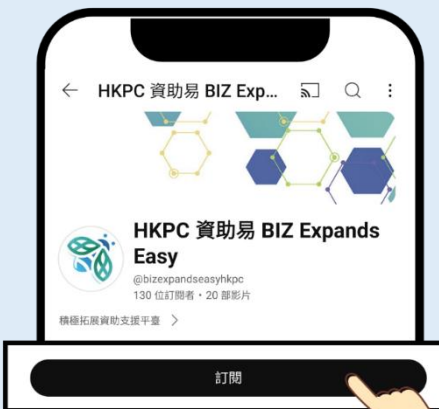 HKPC 資助易 BIZ Exp...
HKPC 資助易 BIZ Expands
Easy
@bizexpandseasyhkpc
130 位訂閱者・20 部影片
積極拓展資助支援平臺
訂閱